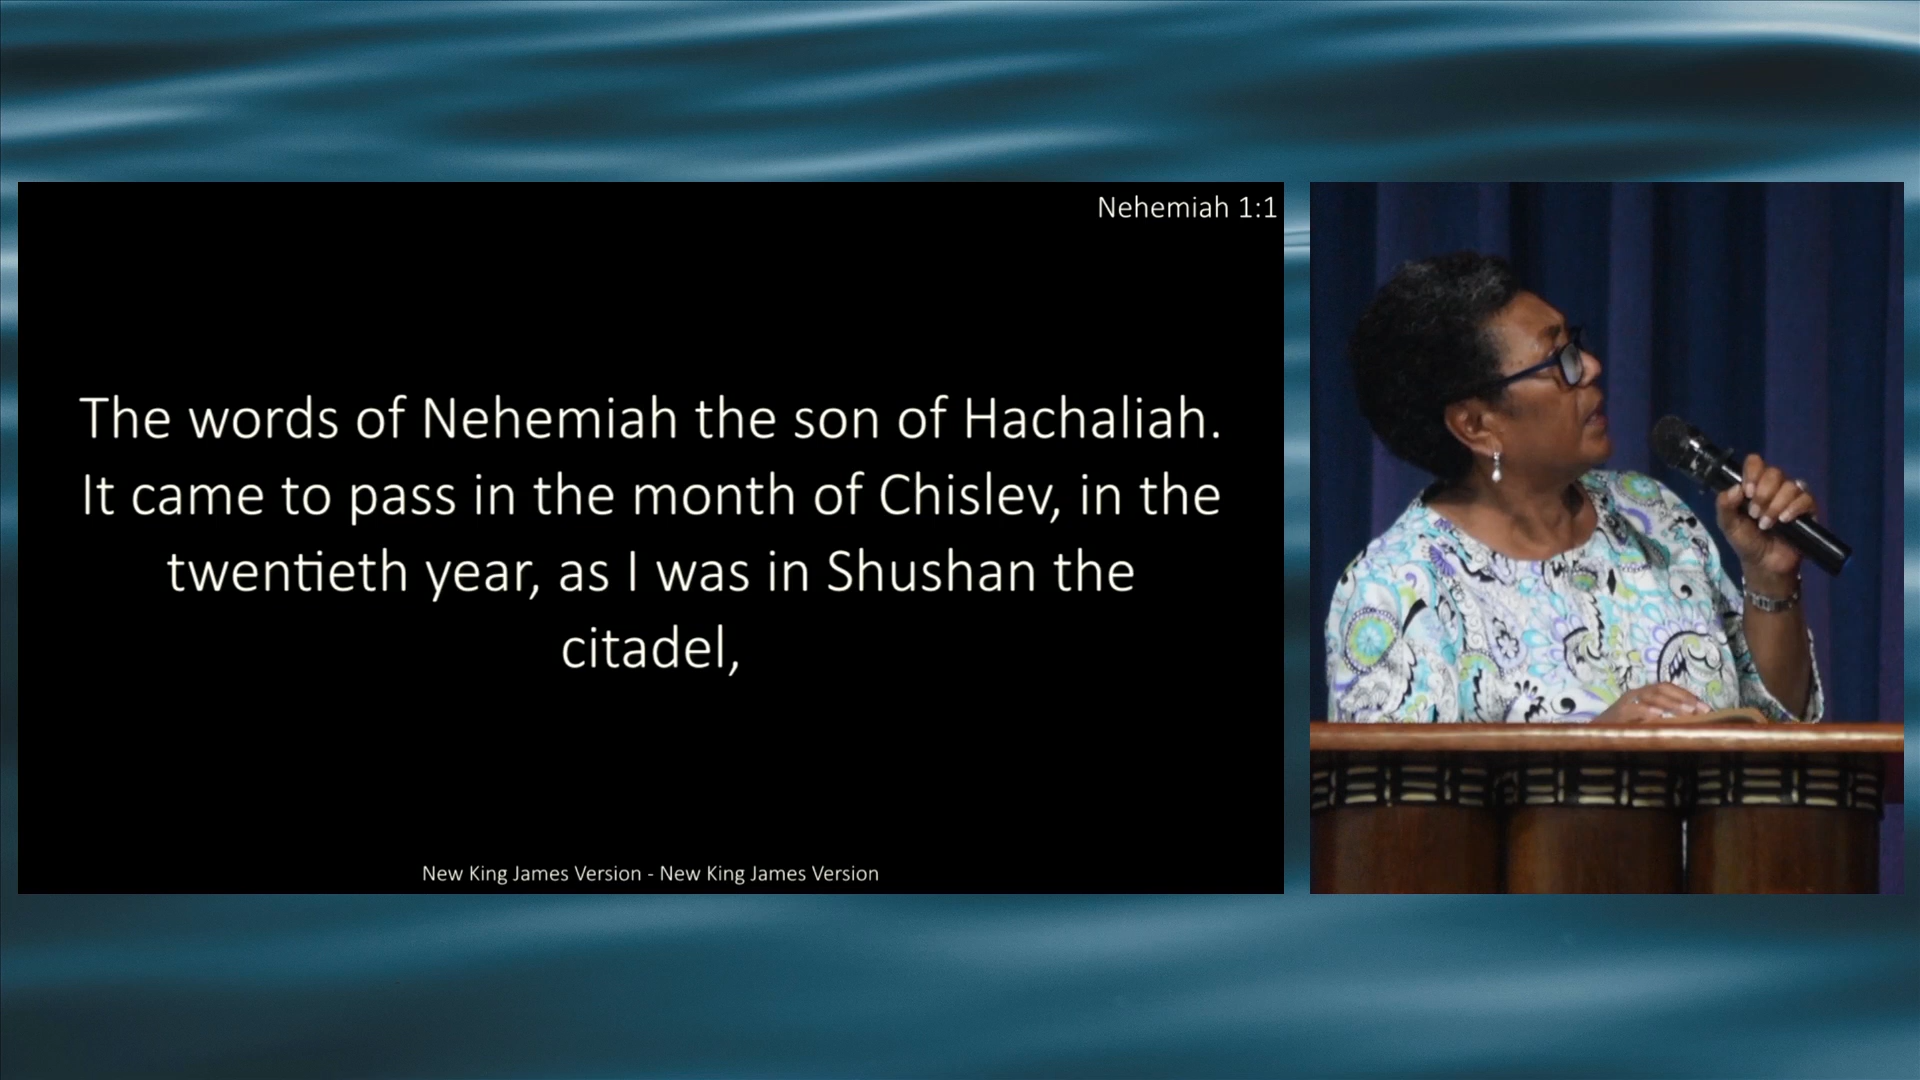 Nehemiah 1:1
The words of Nehemiah the son of Hachaliah.
It came to pass in the month of Chislev, in the
twentieth year, as I was in Shushan the
citadel,
New King James Version - New King James Version